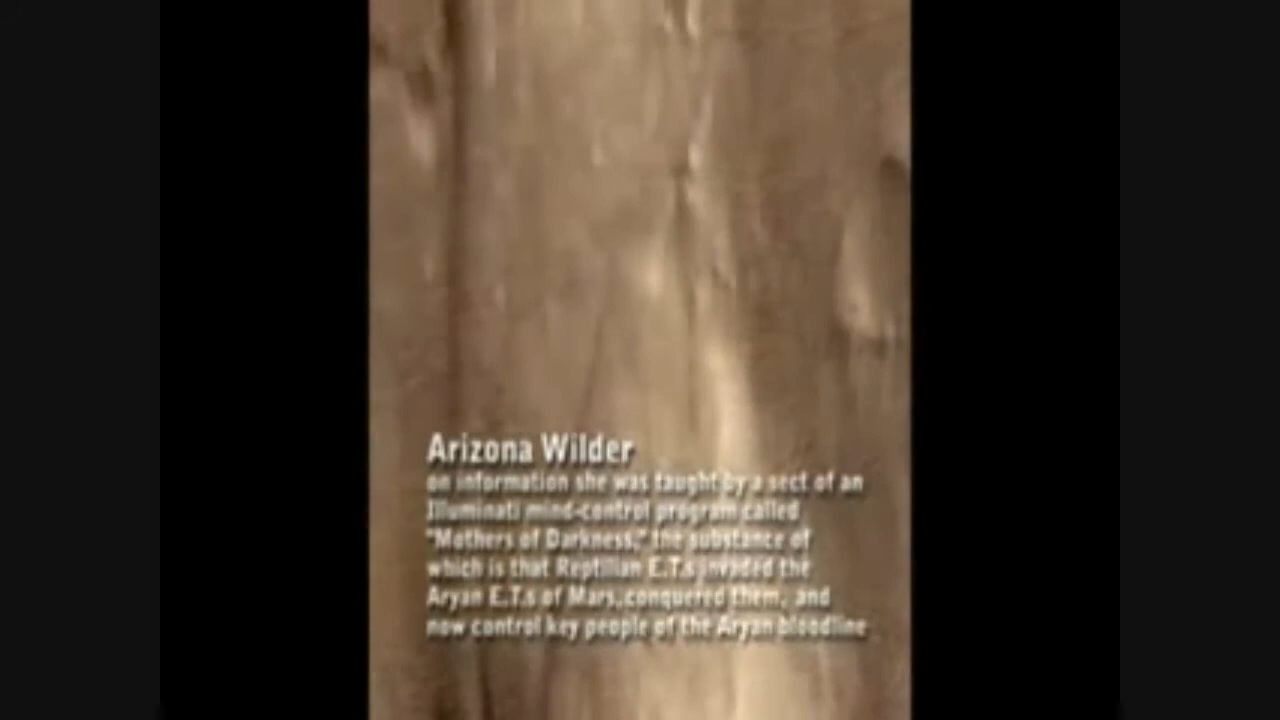 Arizona Wilder
on information she was taught by a sect of an
Illuminati mind-control program called
"Mothers of Darkness," the substance of
which is that Reptilian E.T.s invaded the
Aryan E.T.s of Mars, conquered them, and
now control key people of the Aryan bloodline